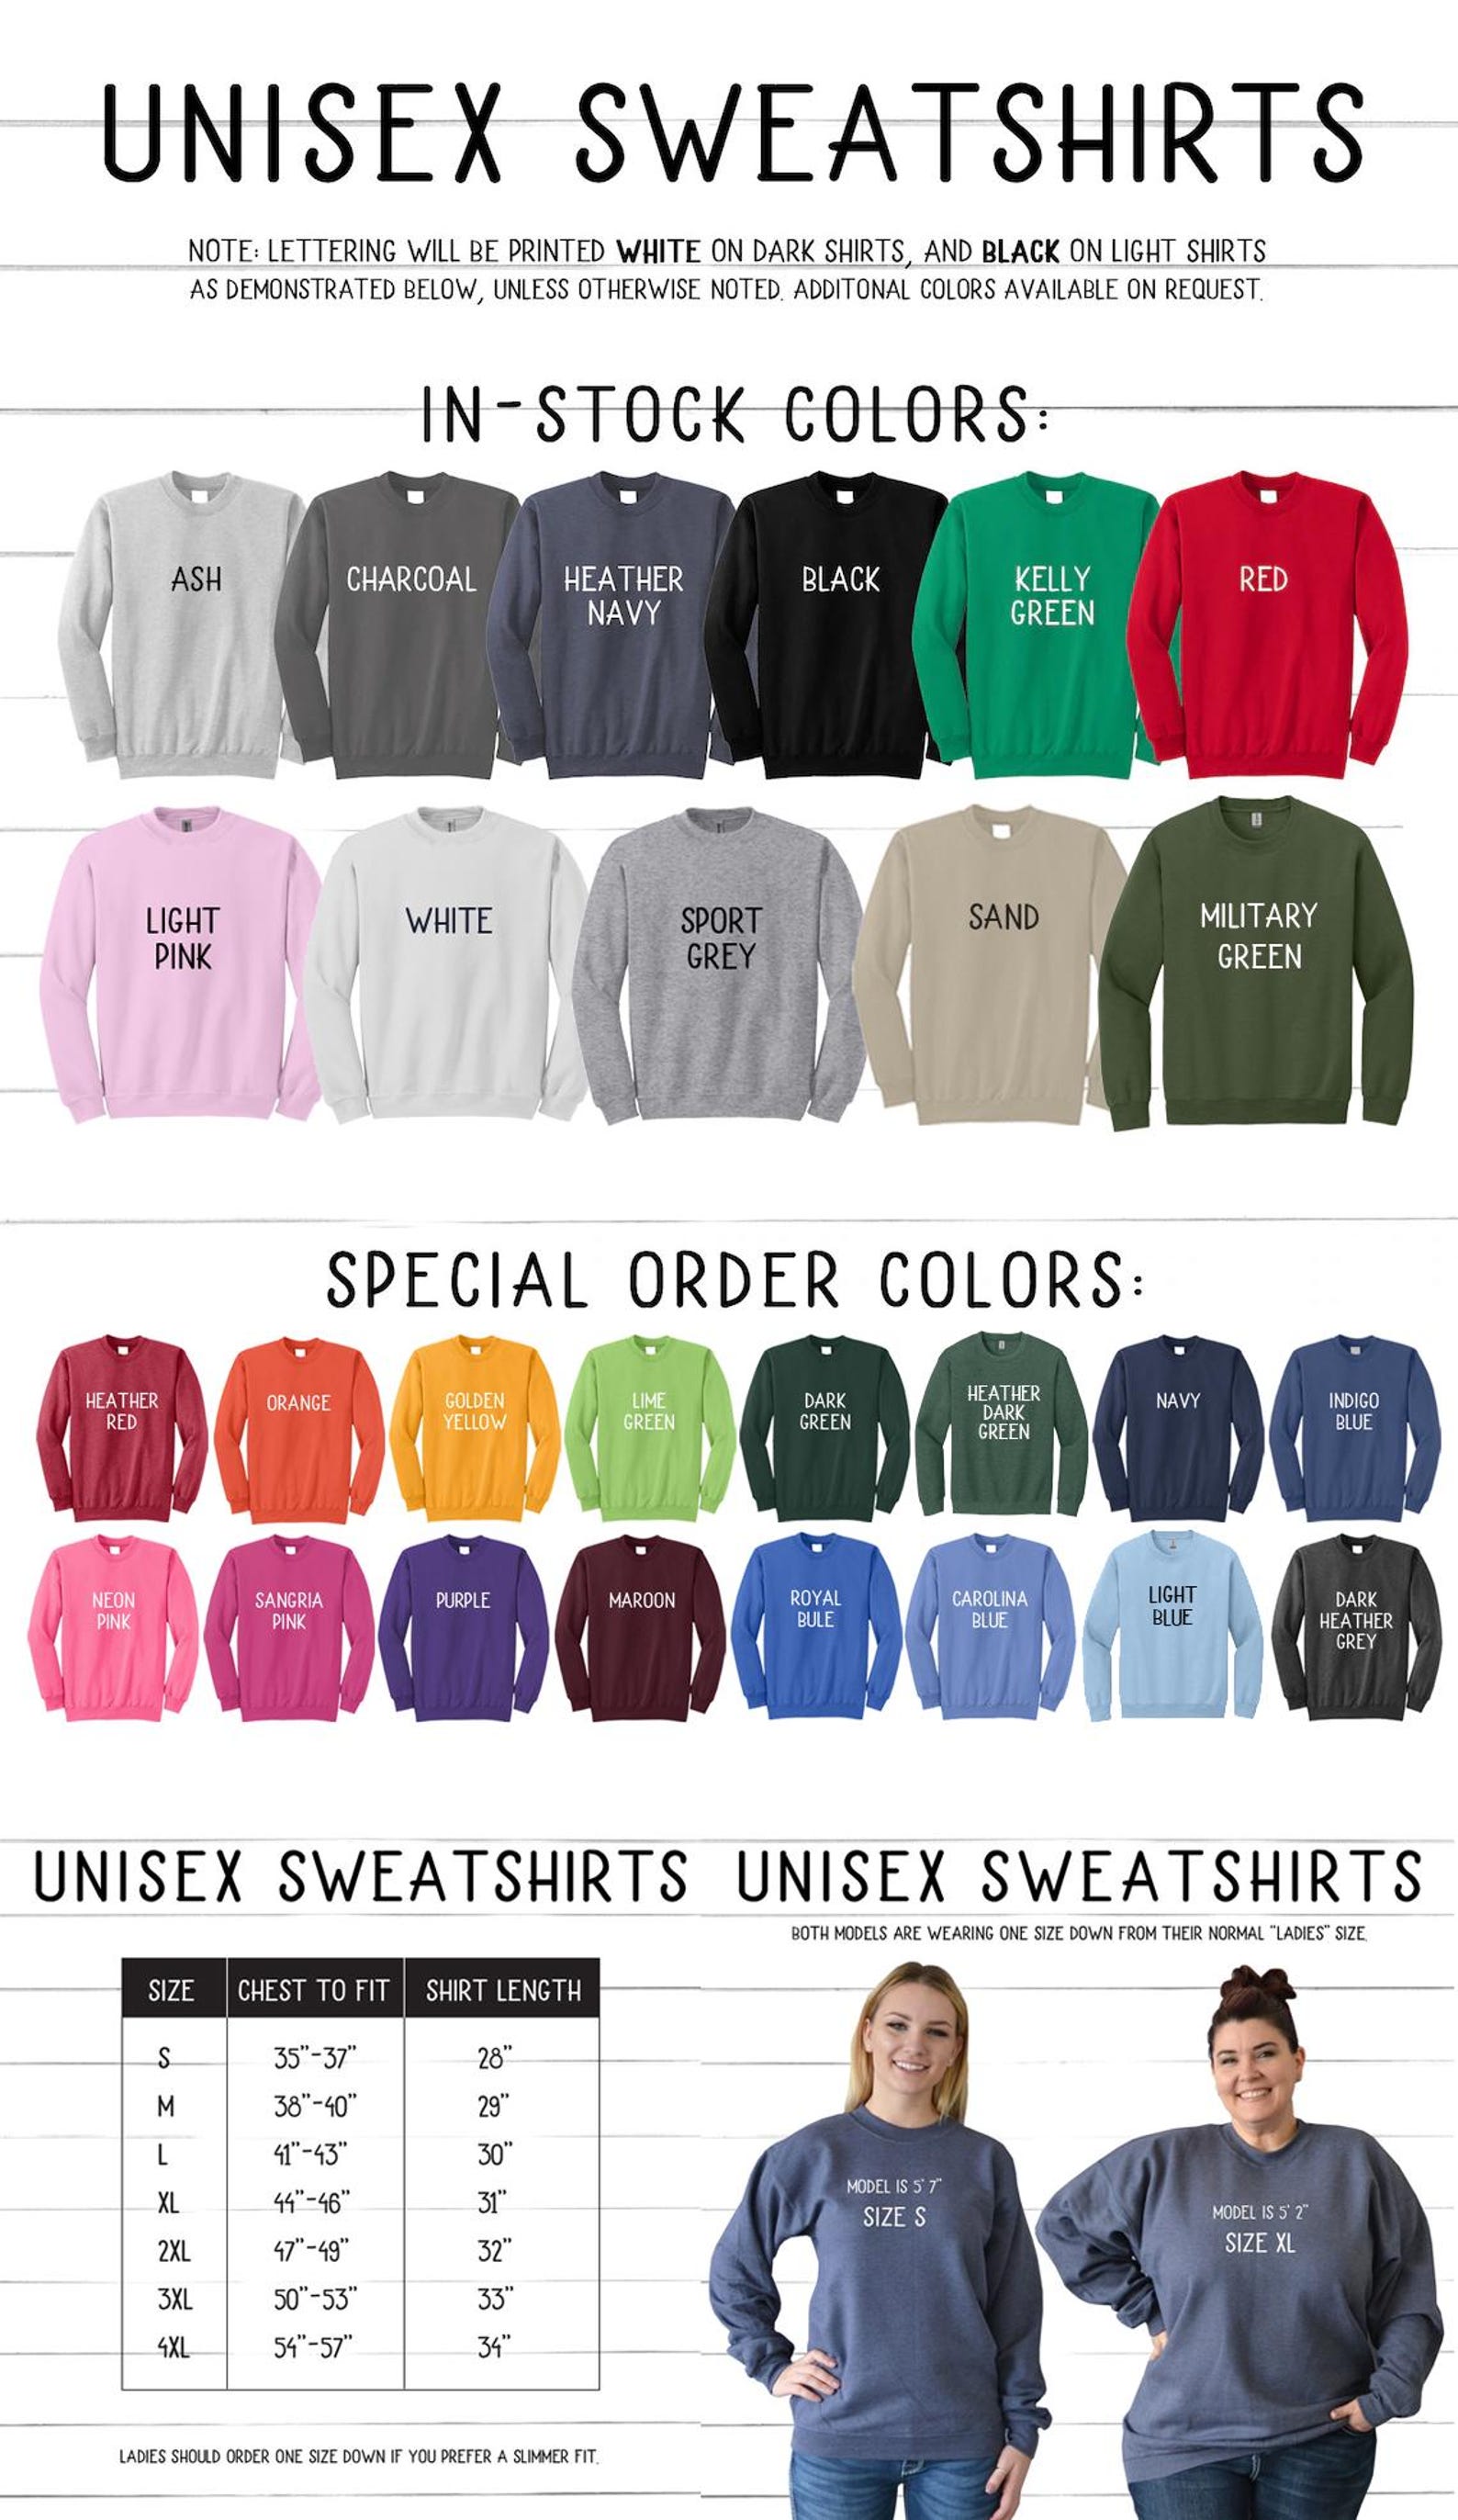 UNISEX SWEATSHIRTS
NOTE: LETTERING WILL BE PRINTED WHITE ON DARK SHIRTS, AND BLACK ON LIGHT SHIRTS
AS DEMONSTRATED BELOW, UNLESS OTHERWISE NOTED. ADDITONAL COLORS AVAILABLE ON REQUEST.
IN-STOCK COLORS:
ASH
CHARCOAL
HEATHER
NAVY
BLACK
KELLY
GREEN
RED
LIGHT
PINK
WHITE
SPORT
GREY
SAND
MILITARY
GREEN
SPECIAL ORDER COLORS:
HEATHER
RED
ORANGE
GOLDEN
YELLOW
LIME
GREEN
DARK
GREEN
HEATHER
DARK
GREEN
NAVY
INDIGO
BLUE
NEON
PINK
SANGRIA
PINK
PURPLE
MAROON
ROYAL
BULE
CAROLINA
BLUE
LIGHT
BLUE
DARK
HEATHER
GREY
UNISEX SWEATSHIRTS
SIZE CHEST TO FIT SHIRT LENGTH
S 35"-37" 28"
M 38"-40" 29"
L 41"-43" 30"
XL 44"-46" 31"
2XL 47"-49" 32"
3XL 50"-53" 33"
4XL 54"-57" 34"
LADIES SHOULD ORDER ONE SIZE DOWN IF YOU PREFER A SLIMMER FIT.
UNISEX SWEATSHIRTS
BOTH MODELS ARE WEARING ONE SIZE DOWN FROM THEIR NORMAL "LADIES" SIZE.
MODEL IS 5' 7"
SIZE S
MODEL IS 5' 2"
SIZE XL